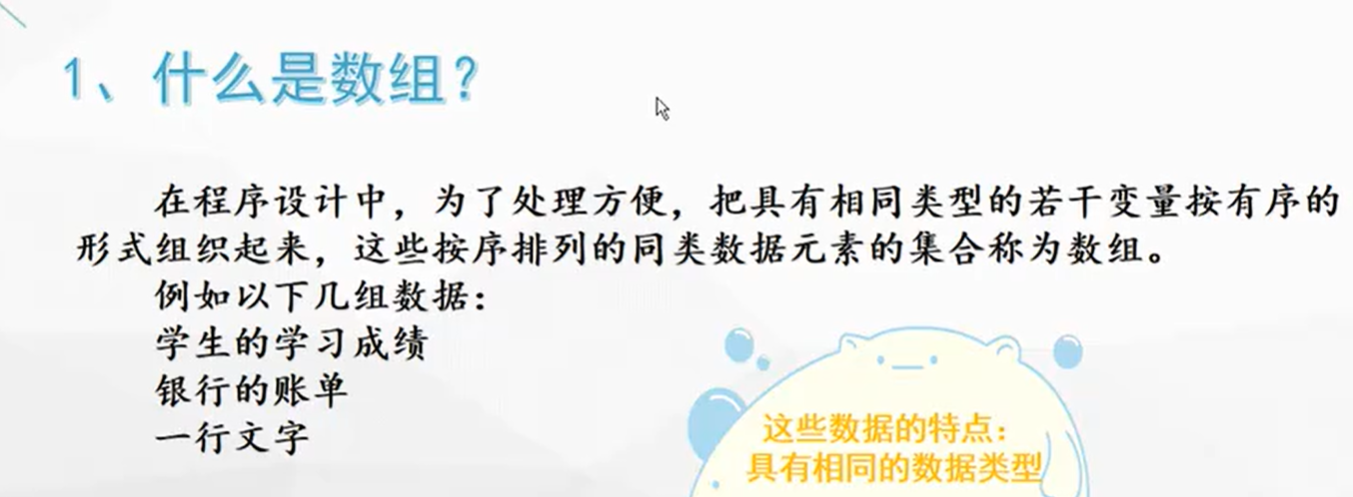 1、什么是数组?
在程序设计中，为了处理方便，把具有相同类型的若干变量按有序的
形式组织起来，这些按序排列的同类数据元素的集合称为数组。
例如以下几组数据：
学生的学习成绩
银行的账单
一行文字
这些数据的特点：
具有相同的数据类型